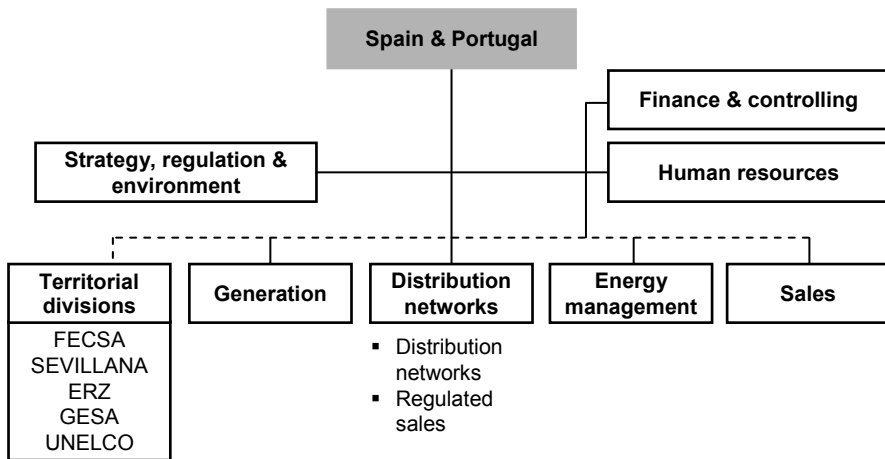 Spain & Portugal
Finance & controlling
Strategy, regulation &
environment
Human resources
Territorial
divisions
FECSA
SEVILLANA
ERZ
GESA
UNELCO
Generation
Distribution
networks
▪ Distribution
networks
▪ Regulated
sales
Energy
management
Sales